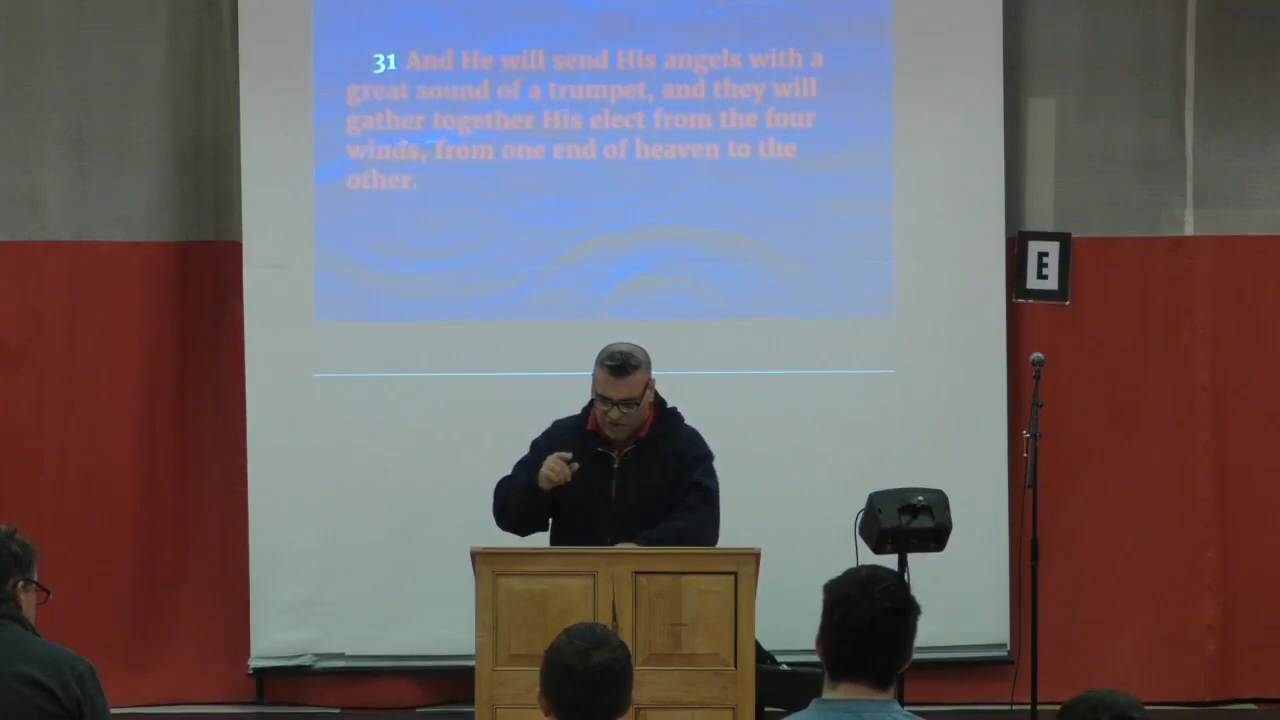 31 And He will send His angels with a
great sound of a trumpet, and they will
gather together His elect from the four
winds, from one end of heaven to the
other.
E